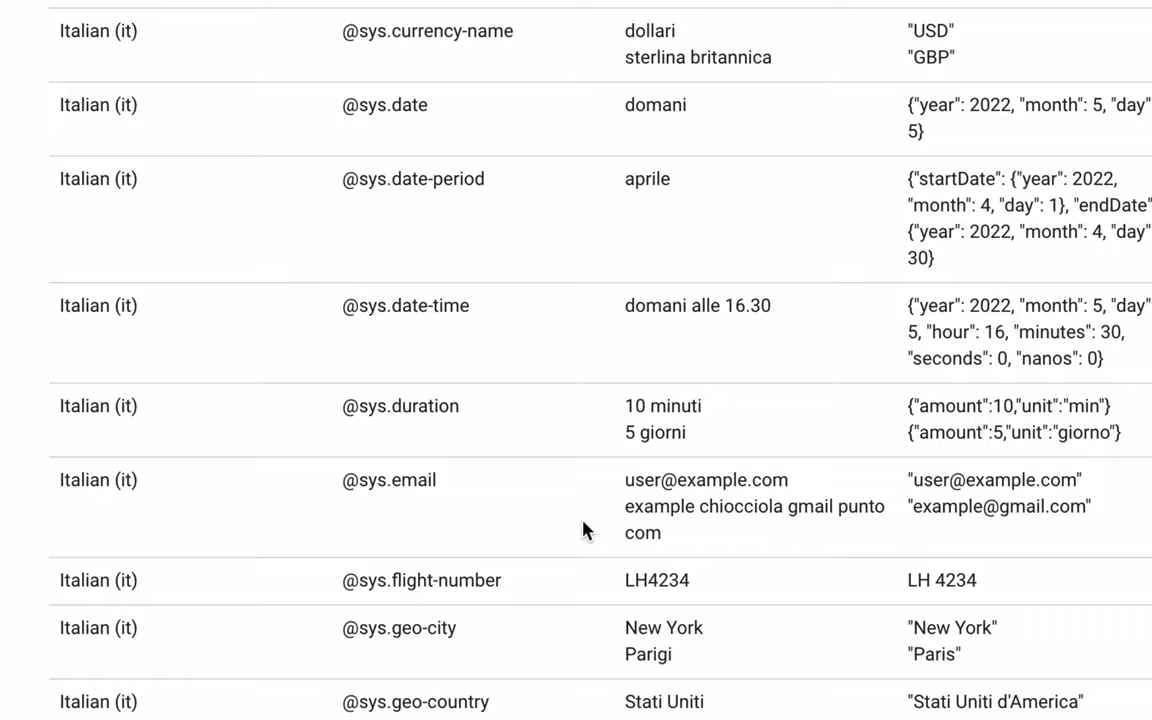 Italian (it) @sys.currency-name dollari "USD"
sterlina britannica "GBP"
Italian (it) @sys.date domani {"year": 2022, "month": 5, "day"
5}
Italian (it) @sys.date-period aprile {"startDate": {"year": 2022,
"month": 4, "day": 1}, "endDate"
{"year": 2022, "month": 4, "day"
30}
Italian (it) @sys.date-time domani alle 16.30 {"year": 2022, "month": 5, "day"
5, "hour": 16, "minutes": 30,
"seconds": 0, "nanos": 0}
Italian (it) @sys.duration 10 minuti {"amount":10,"unit":"min"}
5 giorni {"amount":5,"unit":"giorno"}
Italian (it) @sys.email user@example.com "user@example.com"
example chiocciola gmail punto "example@gmail.com"
com
Italian (it) @sys.flight-number LH4234 LH 4234
Italian (it) @sys.geo-city New York "New York"
Parigi "Paris"
Italian (it) @sys.geo-country Stati Uniti "Stati Uniti d'America"